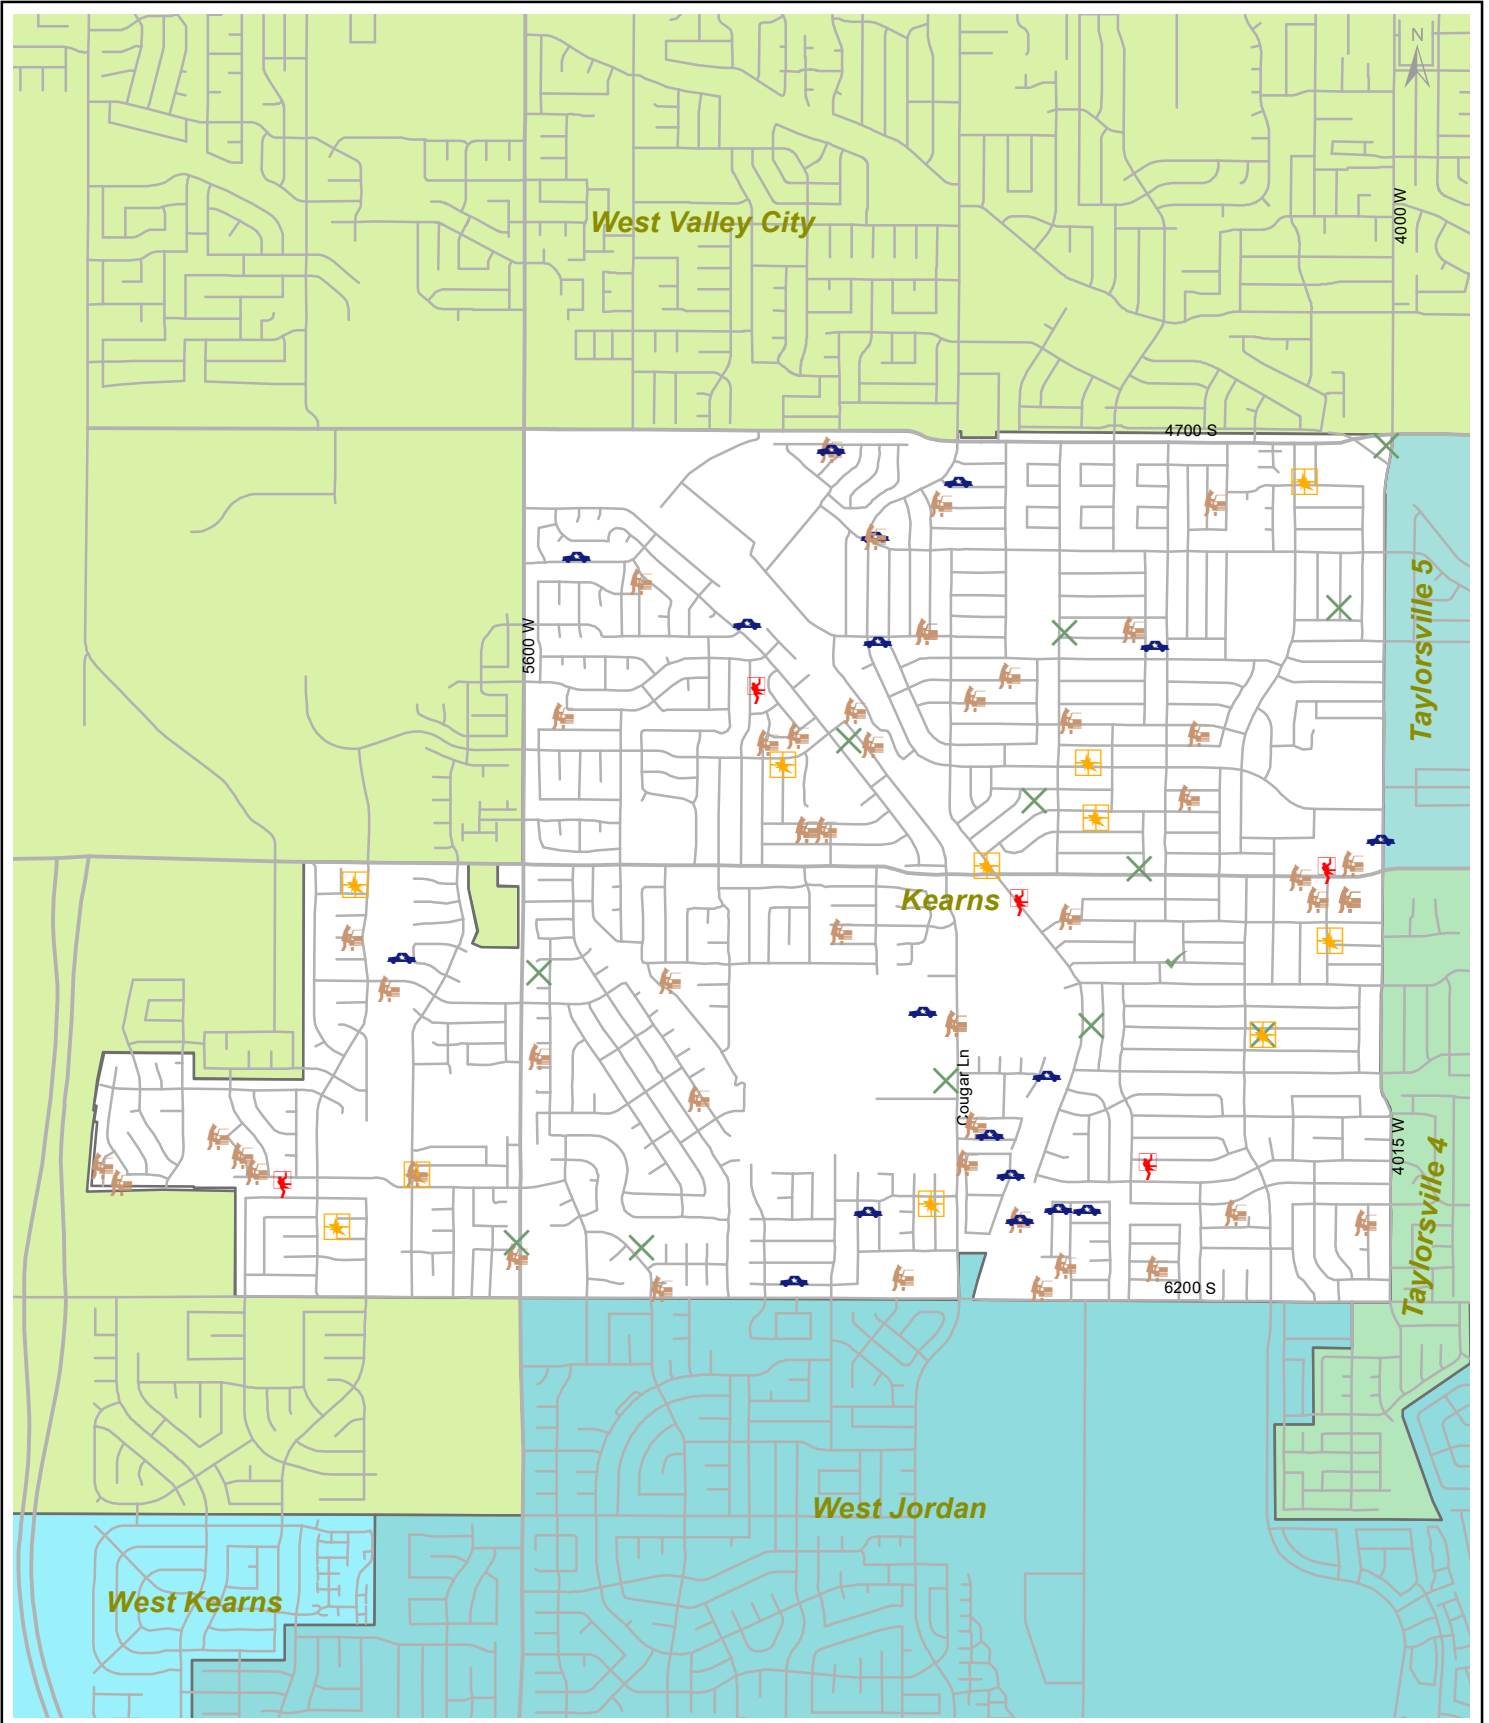 N
West Valley City
4000 W
4700 S
Taylorsville 5
5600 W
Kearns
Cougar Ln
4015 W
Taylorsville 4
6200 S
West Jordan
West Kearns